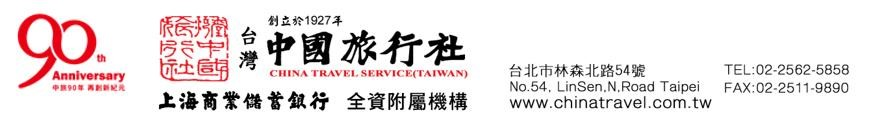 90th
Anniversary
中旅90年 再創新紀元
創立於1927年
台灣 中國旅行社
CHINA TRAVEL SERVICE(TAIWAN)
上海商業儲蓄銀行 全資附屬機構
台北市林森北路54號
No.54, LinSen,N,Road Taipei
www.chinatravel.com.tw
TEL:02-2562-5858
FAX:02-2511-9890